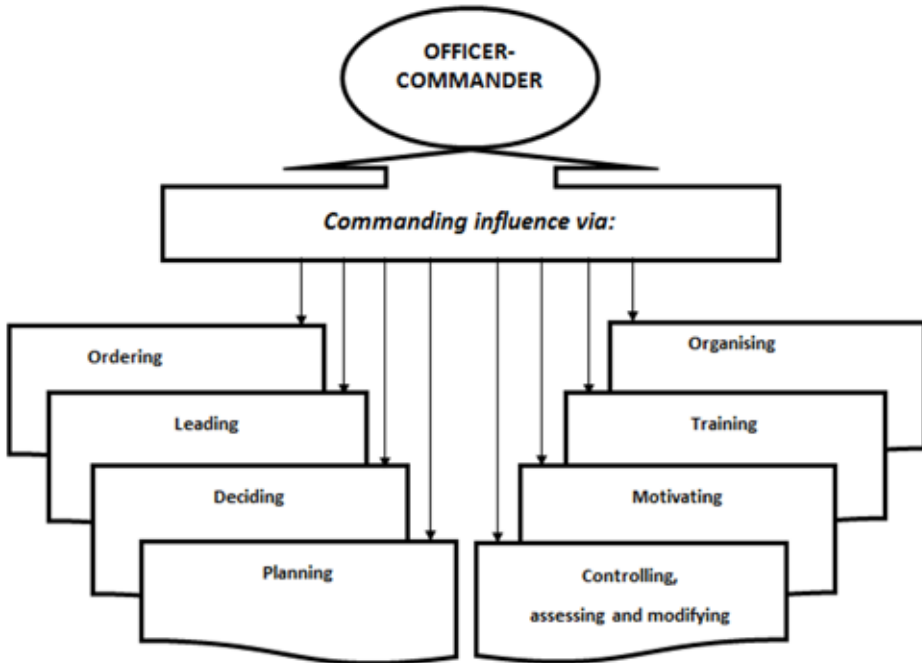 OFFICER-
COMMANDER
Commanding influence via:
Ordering
Leading
Deciding
Planning
Organising
Training
Motivating
Controlling,
assessing and modifying